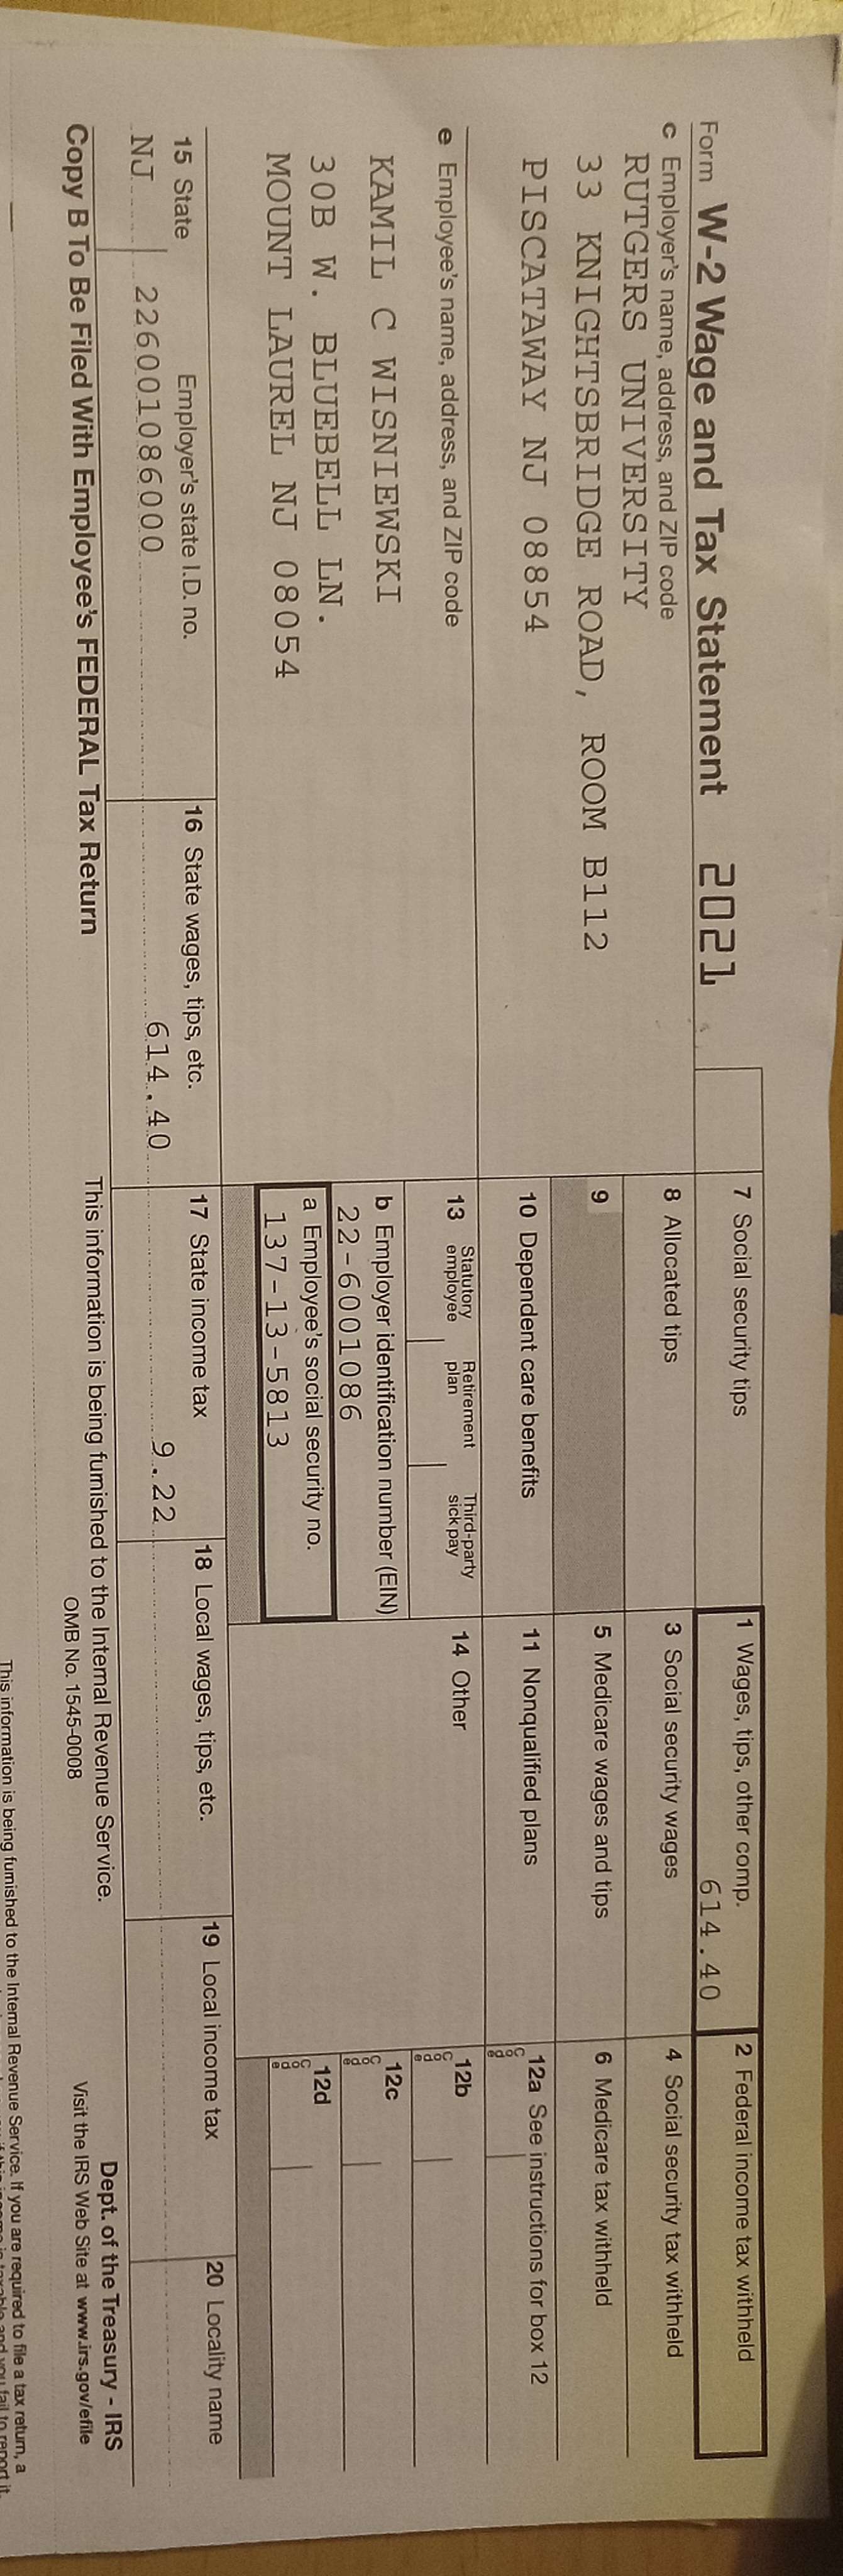 Form W-2 Wage and Tax Statement 2021
7 Social security tips
1 Wages, tips, other comp.
614.40
2 Federal income tax withheld
c Employer's name, address, and ZIP code
RUTGERS UNIVERSITY
33 KNIGHTSBRIDGE ROAD, ROOM B112
PISCATAWAY NJ 08854
8 Allocated tips
3 Social security wages
4 Social security tax withheld
9
5 Medicare wages and tips
6 Medicare tax withheld
10 Dependent care benefits
11 Nonqualified plans
12a See instructions for box 12
Code
e Employee's name, address, and ZIP code
KAMIL C WISNIEWSKI
30B W. BLUEBELL LN.
MOUNT LAUREL NJ 08054
13 Statutory employee
Retirement plan
Third-party sick pay
14 Other
12b
Code
b Employer identification number (EIN)
22-6001086
12c
Code
a Employee's social security no.
137-13-5813
12d
Code
15 State Employer's state I.D. no.
NJ 226001086000
16 State wages, tips, etc.
614.40
17 State income tax
9.22
18 Local wages, tips, etc.
19 Local income tax
20 Locality name
Copy B To Be Filed With Employee's FEDERAL Tax Return
This information is being furnished to the Internal Revenue Service.
OMB No. 1545-0008
Dept. of the Treasury - IRS
Visit the IRS Web Site at www.irs.gov/efile
This information is being furnished to the Internal Revenue Service. If you are required to file a tax return, a